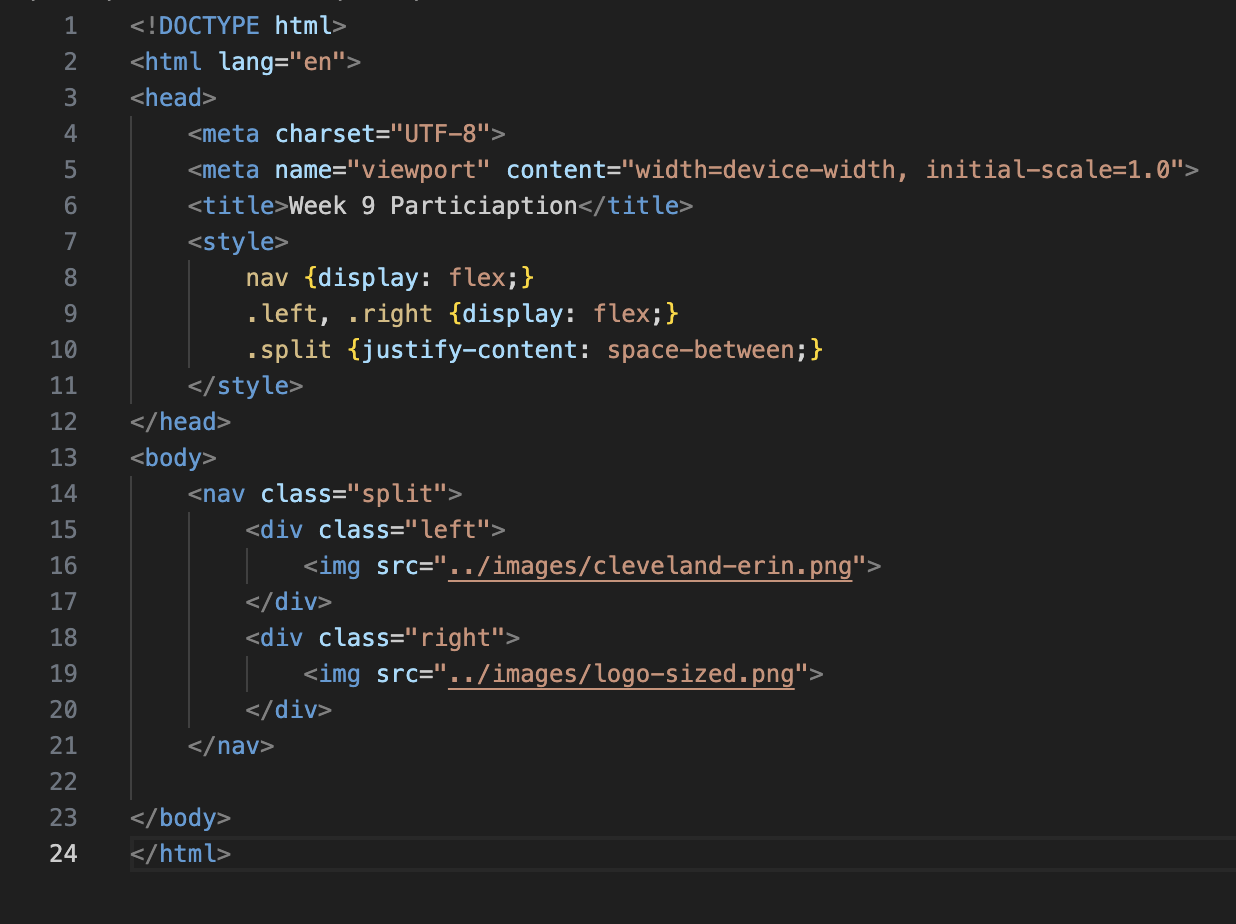 1 <!DOCTYPE html>
2 <html lang="en">
3 <head>
4     <meta charset="UTF-8">
5     <meta name="viewport" content="width=device-width, initial-scale=1.0">
6     <title>Week 9 Particiaption</title>
7     <style>
8         nav {display: flex;}
9         .left, .right {display: flex;}
10         .split {justify-content: space-between;}
11     </style>
12 </head>
13 <body>
14     <nav class="split">
15         <div class="left">
16             <img src="../images/cleveland-erin.png">
17         </div>
18         <div class="right">
19             <img src="../images/logo-sized.png">
20         </div>
21     </nav>
22
23 </body>
24 </html>